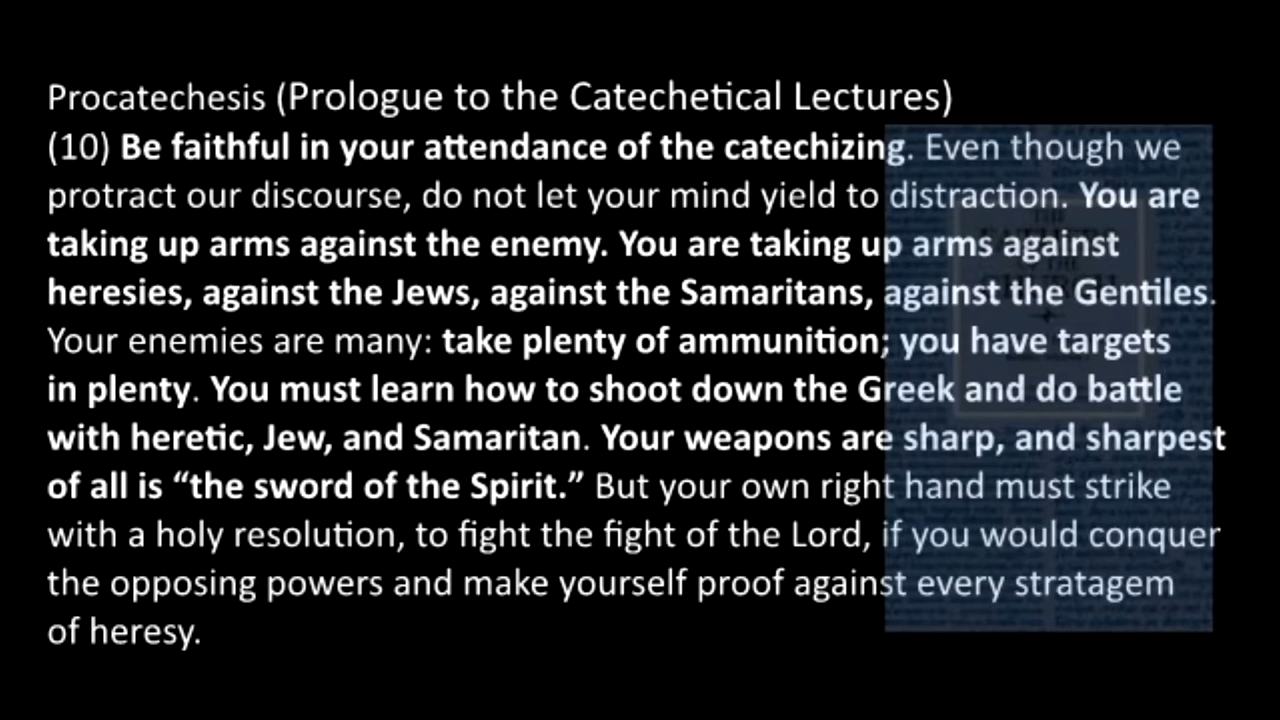 Procatechesis (Prologue to the Catechetical Lectures)
(10) Be faithful in your attendance of the catechizing. Even though we
protract our discourse, do not let your mind yield to distraction. You are
taking up arms against the enemy. You are taking up arms against
heresies, against the Jews, against the Samaritans, against the Gentiles.
Your enemies are many: take plenty of ammunition; you have targets
in plenty. You must learn how to shoot down the Greek and do battle
with heretic, Jew, and Samaritan. Your weapons are sharp, and sharpest
of all is “the sword of the Spirit.” But your own right hand must strike
with a holy resolution, to fight the fight of the Lord, if you would conquer
the opposing powers and make yourself proof against every stratagem
of heresy.